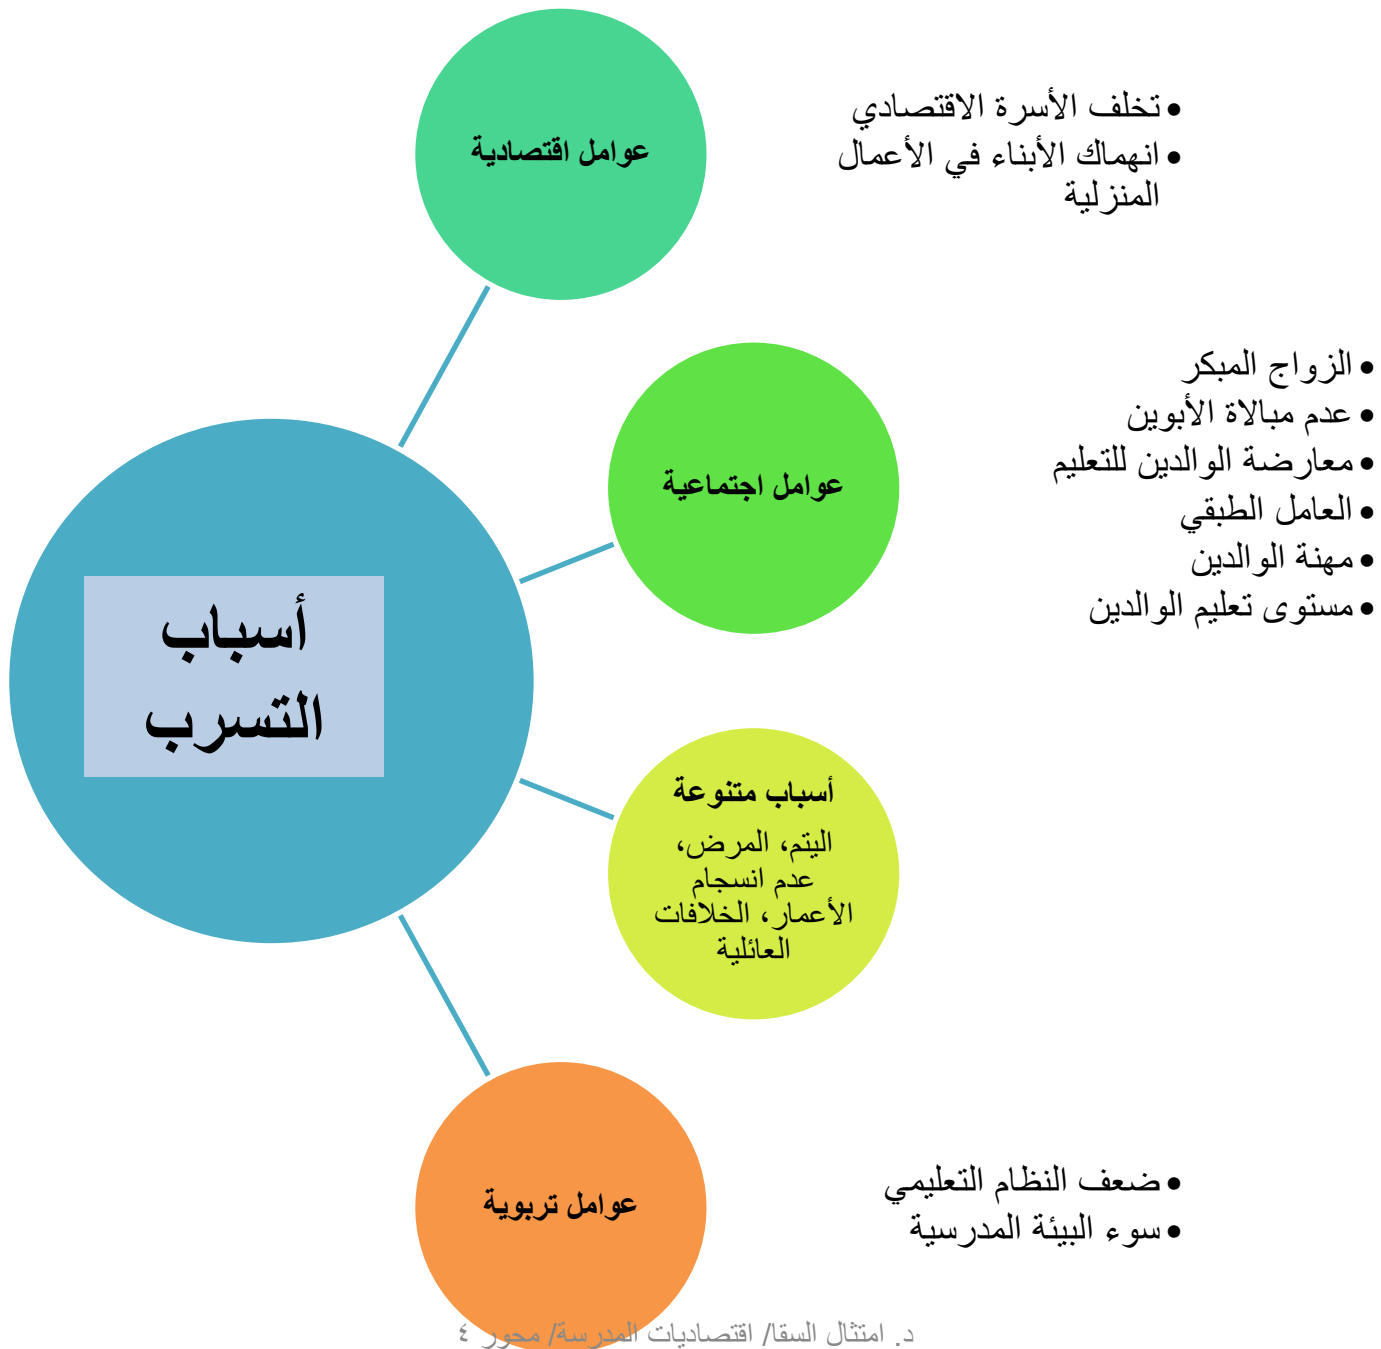 عوامل اقتصادية
• تخلف الأسرة الاقتصادي
• انهماك الأبناء في الأعمال
المنزلية
عوامل اجتماعية
• الزواج المبكر
• عدم مبالاة الأبوين
• معارضة الوالدين للتعليم
• العامل الطبقي
• مهنة الوالدين
• مستوى تعليم الوالدين
أسباب
التسرب
أسباب متنوعة
اليتم، المرض،
عدم انسجام
الأعمار، الخلافات
العائلية
عوامل تربوية
• ضعف النظام التعليمي
• سوء البيئة المدرسية
د. امتثال السقا/ اقتصاديات المدرسة/ محور ٤